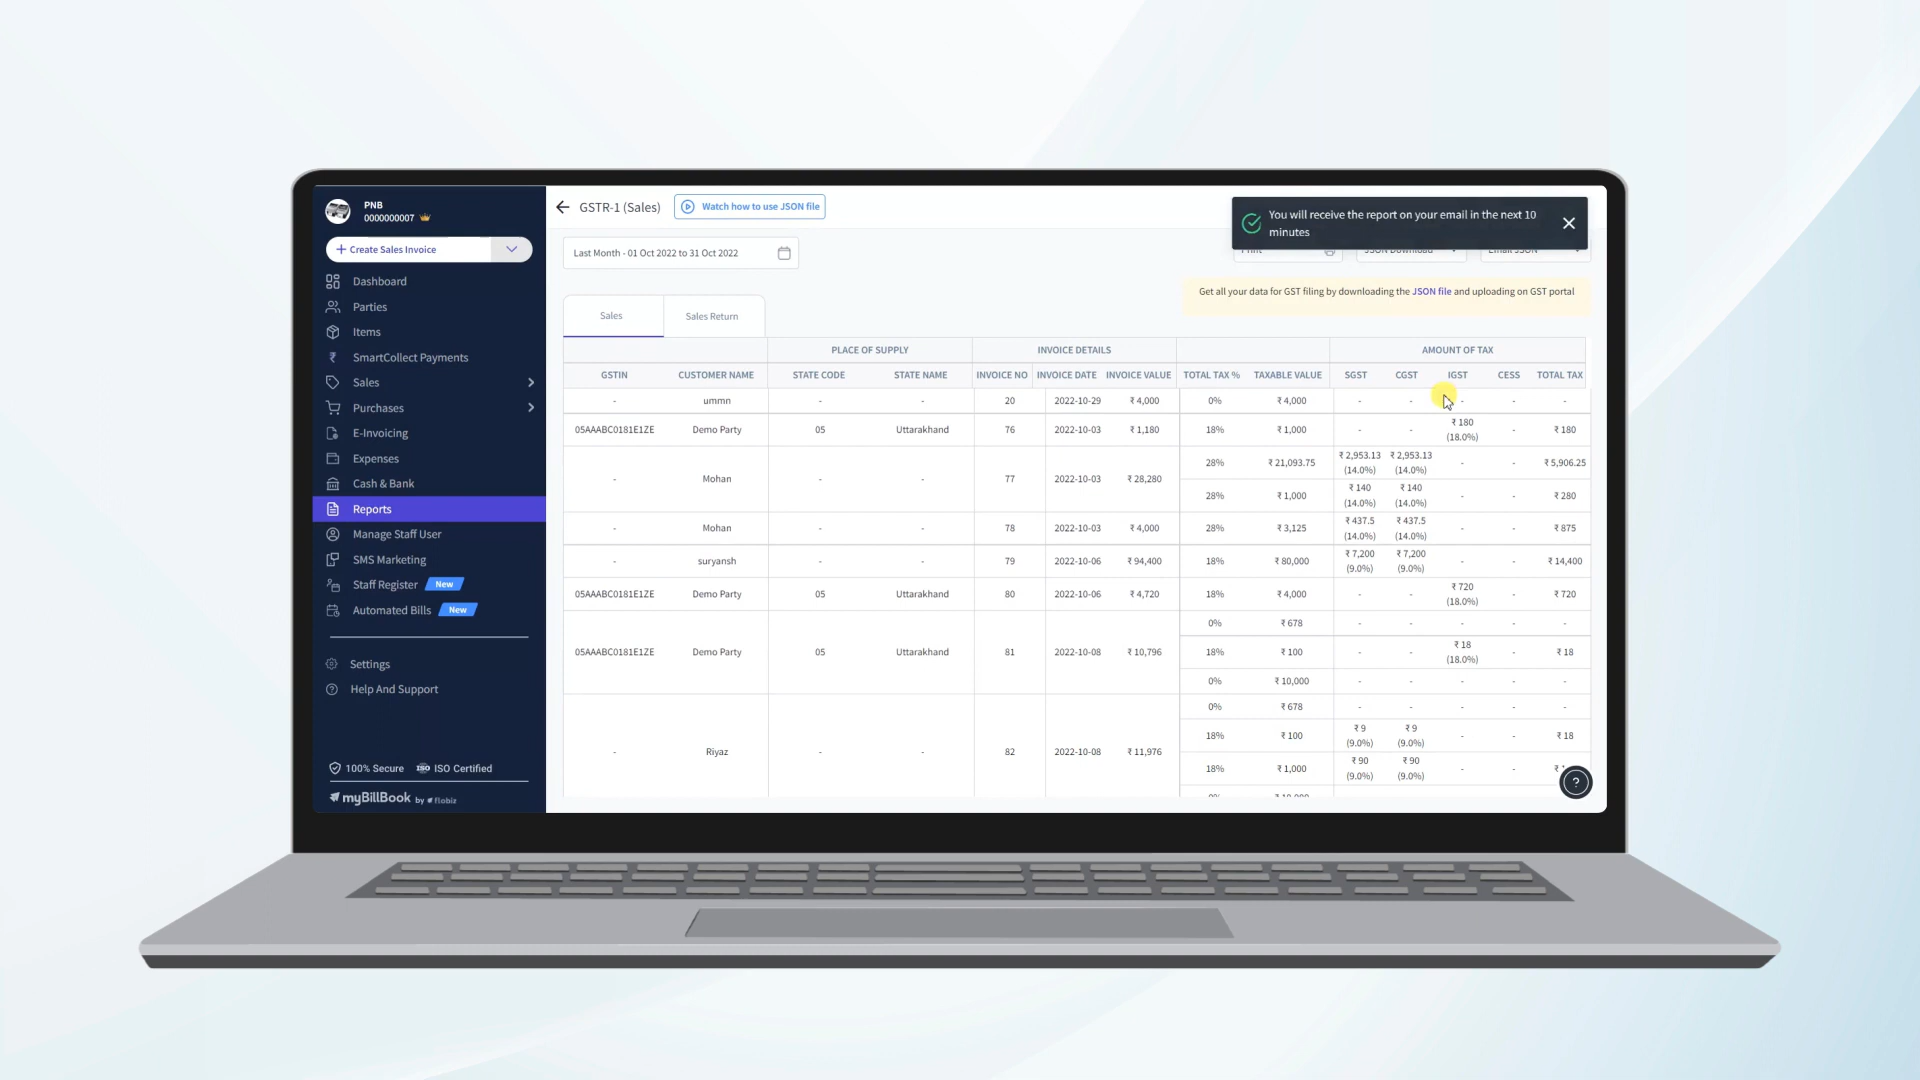 PNB
0000000007
+ Create Sales Invoice
Dashboard
Parties
Items
₹ SmartCollect Payments
Sales
Purchases
E-Invoicing
Expenses
Cash & Bank
Reports
Manage Staff User
SMS Marketing
Staff Register New
Automated Bills New
Settings
Help And Support
100% Secure ISO ISO Certified
myBillBook by flobiz
GSTR-1 (Sales) Watch how to use JSON file
You will receive the report on your email in the next 10
minutes
Last Month - 01 Oct 2022 to 31 Oct 2022
Print JSON Download Email JSON
Get all your data for GST filing by downloading the JSON file and uploading on GST portal
Sales Sales Return
PLACE OF SUPPLY INVOICE DETAILS AMOUNT OF TAX
GSTIN CUSTOMER NAME STATE CODE STATE NAME INVOICE NO INVOICE DATE INVOICE VALUE TOTAL TAX % TAXABLE VALUE SGST CGST IGST CESS TOTAL TAX
- ummn - - 20 2022-10-29 ₹ 4,000 0% ₹ 4,000 - - - - -
05AAABC0181E1ZE Demo Party 05 Uttarakhand 76 2022-10-03 ₹ 1,180 18% ₹ 1,000 - - ₹ 180 (18.0%) - ₹ 180
- Mohan - - 77 2022-10-03 ₹ 28,280 28% ₹ 21,093.75 ₹ 2,953.13 (14.0%) ₹ 2,953.13 (14.0%) - - ₹ 5,906.25
28% ₹ 1,000 ₹ 140 (14.0%) ₹ 140 (14.0%) - - ₹ 280
- Mohan - - 78 2022-10-03 ₹ 4,000 28% ₹ 3,125 ₹ 437.5 (14.0%) ₹ 437.5 (14.0%) - - ₹ 875
- suryansh - - 79 2022-10-06 ₹ 94,400 18% ₹ 80,000 ₹ 7,200 (9.0%) ₹ 7,200 (9.0%) - - ₹ 14,400
05AAABC0181E1ZE Demo Party 05 Uttarakhand 80 2022-10-06 ₹ 4,720 18% ₹ 4,000 - - ₹ 720 (18.0%) - ₹ 720
05AAABC0181E1ZE Demo Party 05 Uttarakhand 81 2022-10-08 ₹ 10,796 0% ₹ 678 - - - - -
18% ₹ 100 - - ₹ 18 (18.0%) - ₹ 18
0% ₹ 10,000 - - - - -
- Riyaz - - 82 2022-10-08 ₹ 11,976 0% ₹ 678 - - - - -
18% ₹ 100 ₹ 9 (9.0%) ₹ 9 (9.0%) - - ₹ 18
18% ₹ 1,000 ₹ 90 (9.0%) ₹ 90 (9.0%) - -
0% ₹ 10,000
?